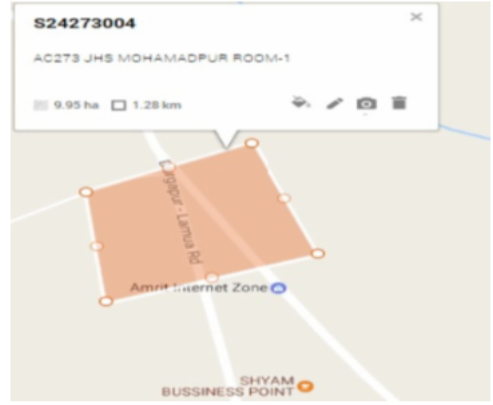 S24273004
AC273 JHS MOHAMADPUR ROOM-1
9.95 ha 1.28 km
Lamua Rd
Amrit Internet Zone
SHYAM
BUSSINESS POINT